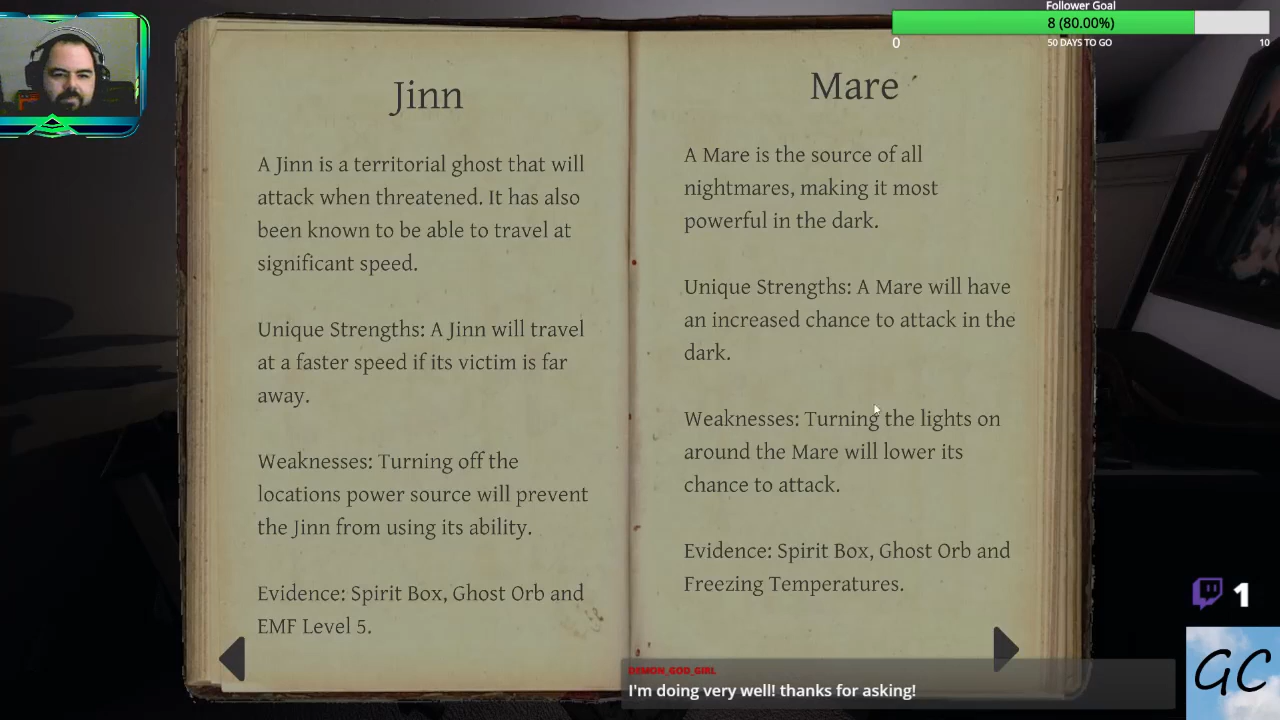 Follower Goal
8 (80.00%)
0
50 DAYS TO GO
10
Jinn
A Jinn is a territorial ghost that will
attack when threatened. It has also
been known to be able to travel at
significant speed.
Unique Strengths: A Jinn will travel
at a faster speed if its victim is far
away.
Weaknesses: Turning off the
locations power source will prevent
the Jinn from using its ability.
Evidence: Spirit Box, Ghost Orb and
EMF Level 5.
Mare
A Mare is the source of all
nightmares, making it most
powerful in the dark.
Unique Strengths: A Mare will have
an increased chance to attack in the
dark.
Weaknesses: Turning the lights on
around the Mare will lower its
chance to attack.
Evidence: Spirit Box, Ghost Orb and
Freezing Temperatures.
1
GC
DEMON_GOD_GIRL
I'm doing very well! thanks for asking!